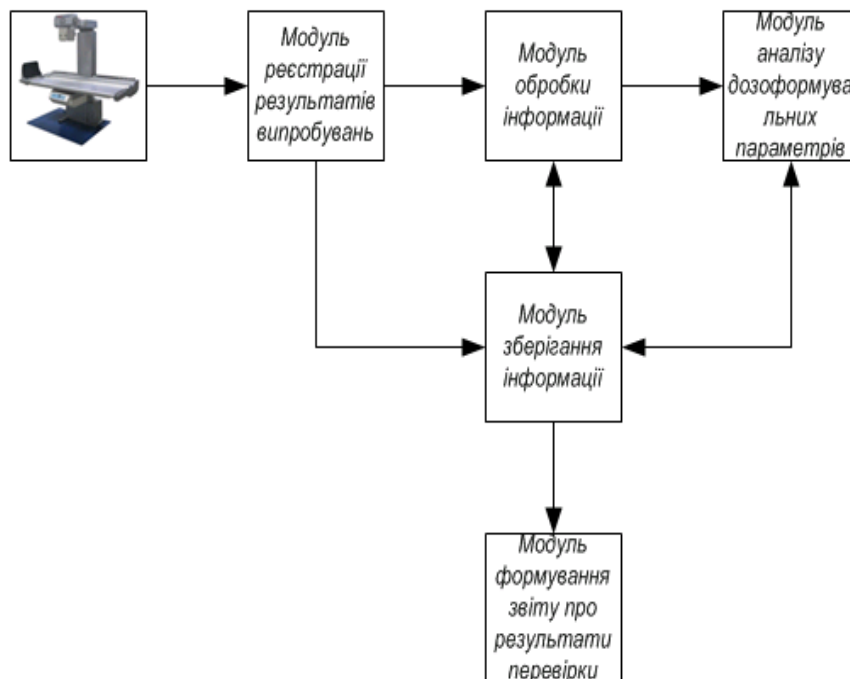 Модуль
реєстрації
результатів
випробувань
Модуль
обробки
інформації
Модуль
аналізу
дозоформува
льних
параметрів
Модуль
зберігання
інформації
Модуль
формування
звіту про
результати
перевірки